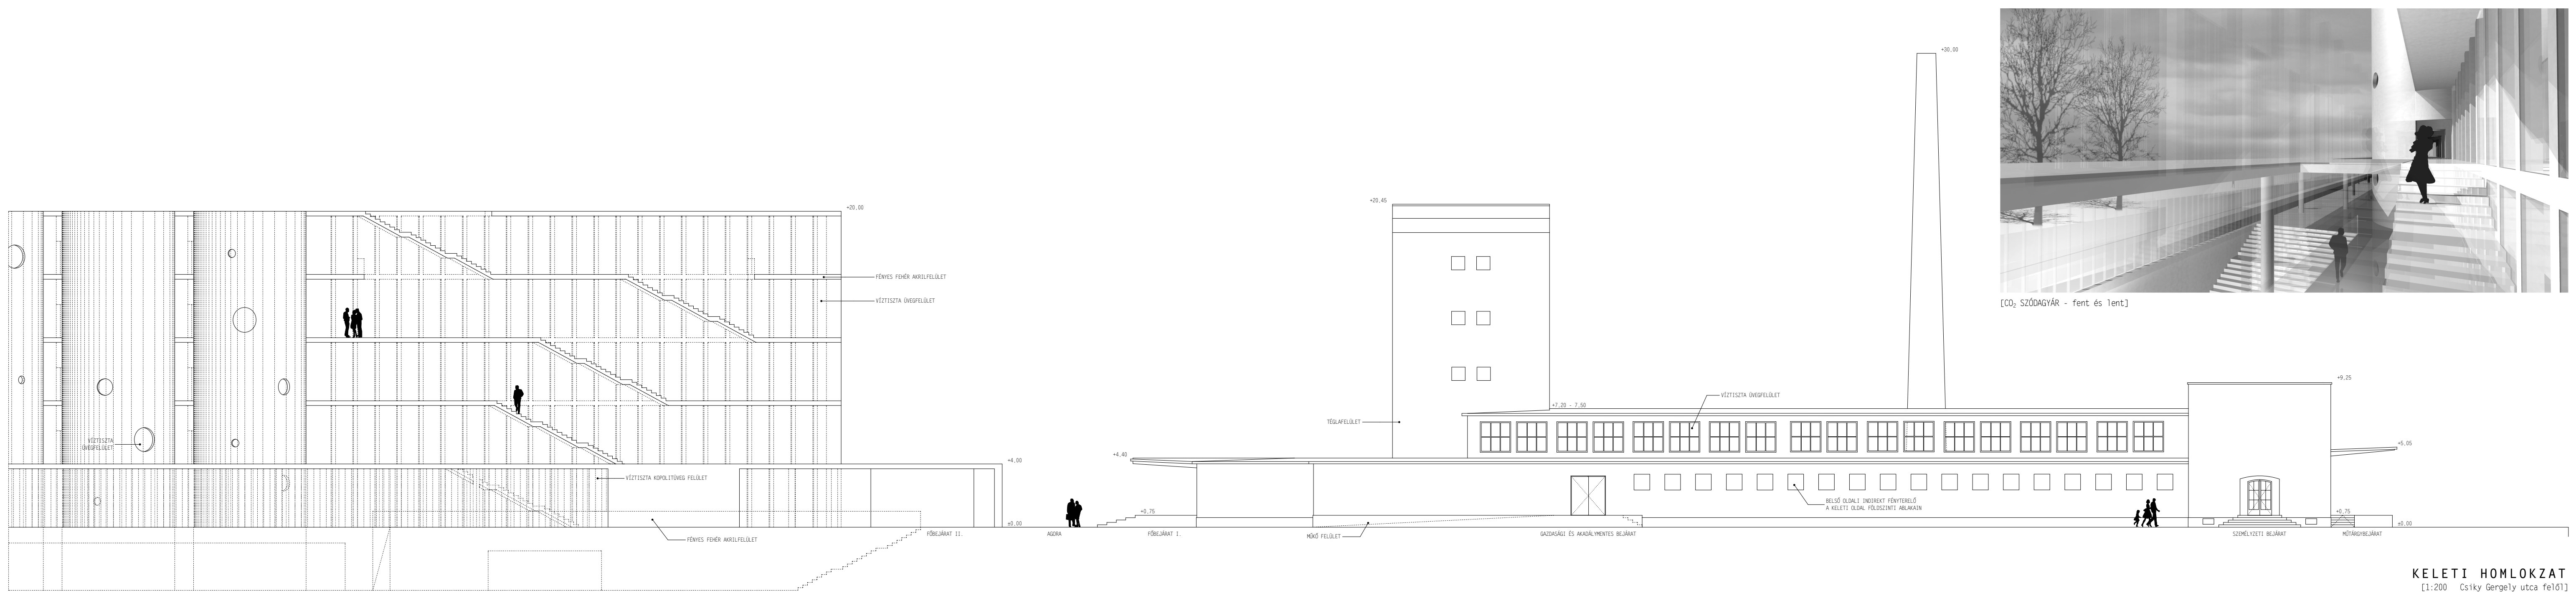 +30,00
[CO₂ SZÓDAGYÁR - fent és lent]
+20,00
+20,45
FÉNYES FEHÉR AKRILFELÜLET
VÍZTISZTA ÜVEGFELÜLET
+9,25
VÍZTISZTA ÜVEGFELÜLET
+7,20 - 7,50
TÉGLAFELÜLET
VÍZTISZTA
ÜVEGFELÜLET
+5,05
+4,40
+4,00
VÍZTISZTA KOPOLITÜVEG FELÜLET
BELSŐ OLDALI INDIREKT FÉNYTERELŐ
A KELETI OLDAL FÖLDSZINTI ABLAKAIN
+0,75
+0,75
±0,00
±0,00
FŐBEJÁRAT II.
AGORA
FŐBEJÁRAT I.
MŰKŐ FELÜLET
GAZDASÁGI ÉS AKADÁLYMENTES BEJÁRAT
SZEMÉLYZETI BEJÁRAT
MŰTÁRGYBEJÁRAT
FÉNYES FEHÉR AKRILFELÜLET
KELETI HOMLOKZAT
[1:200 Csiky Gergely utca felől]